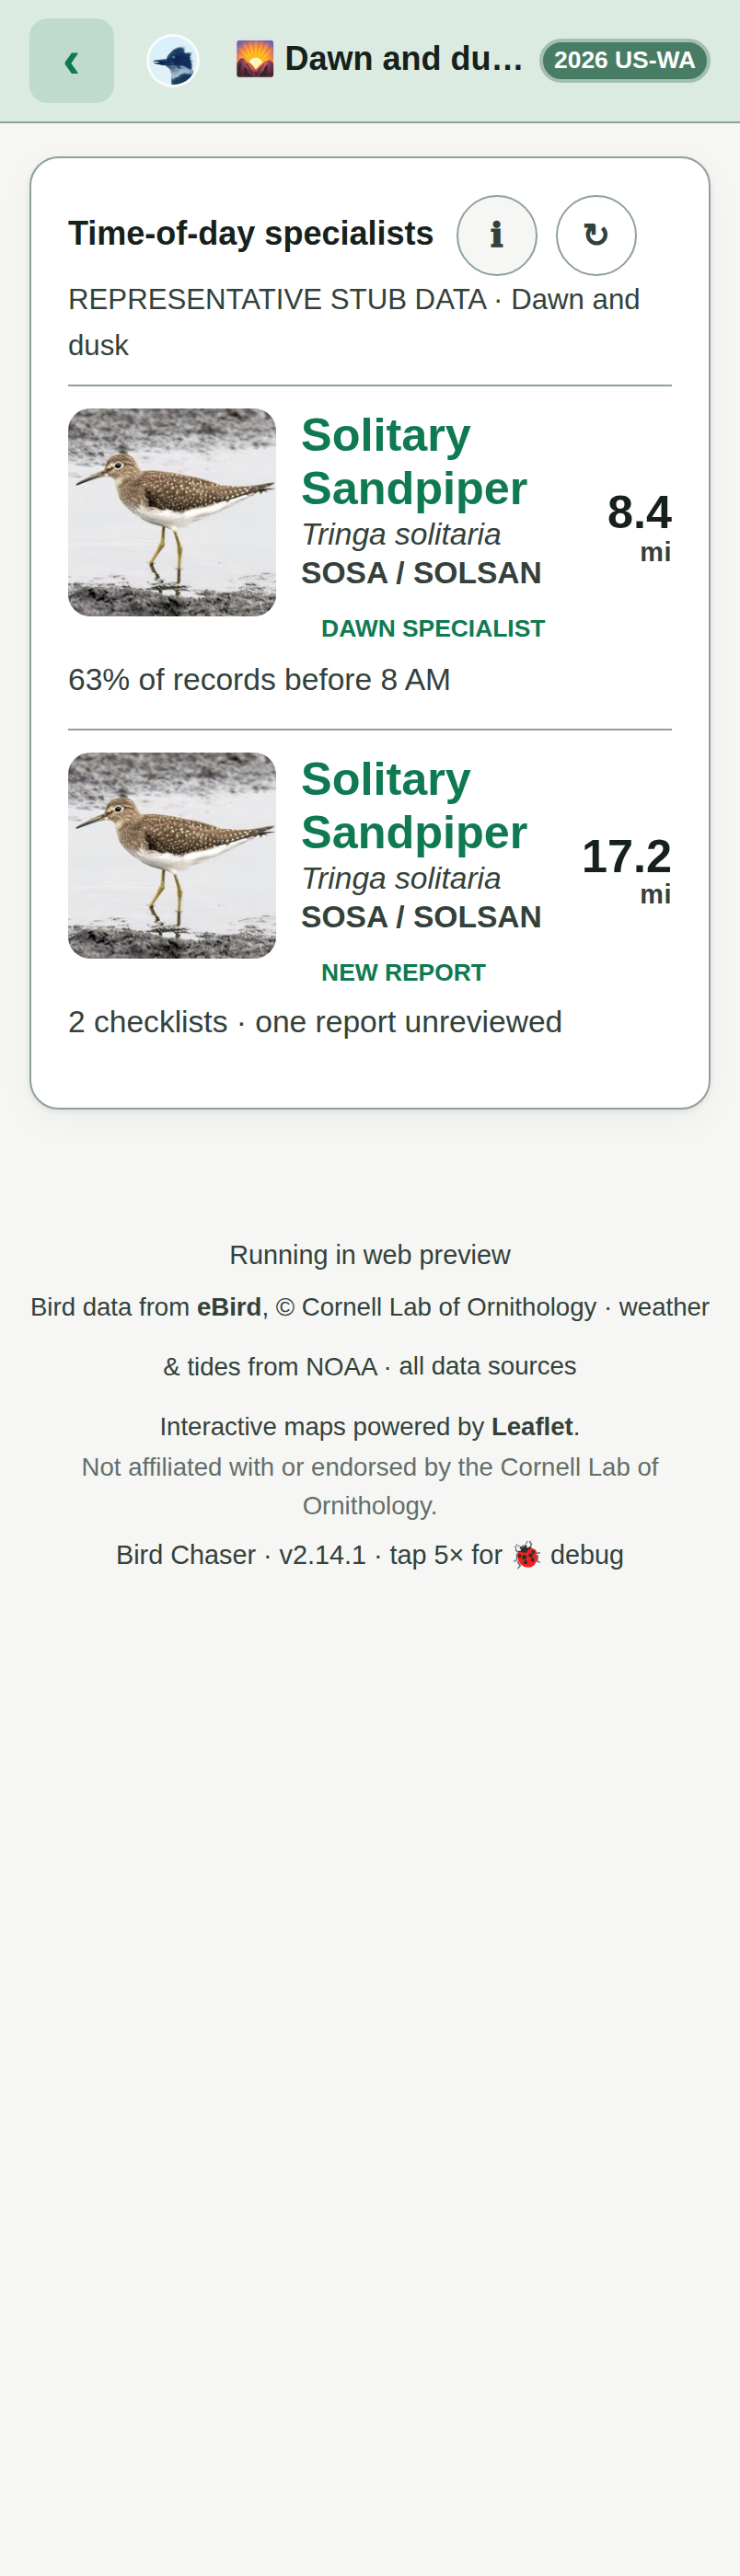 ‹ 🌄 Dawn and du… 2026 US-WA
Time-of-day specialists ℹ ↻
REPRESENTATIVE STUB DATA · Dawn and
dusk
Solitary
Sandpiper
Tringa solitaria
SOSA / SOLSAN
8.4
mi
DAWN SPECIALIST
63% of records before 8 AM
Solitary
Sandpiper
Tringa solitaria
SOSA / SOLSAN
17.2
mi
NEW REPORT
2 checklists · one report unreviewed
Running in web preview
Bird data from eBird, © Cornell Lab of Ornithology · weather
& tides from NOAA · all data sources
Interactive maps powered by Leaflet.
Not affiliated with or endorsed by the Cornell Lab of
Ornithology.
Bird Chaser · v2.14.1 · tap 5× for 🐞 debug